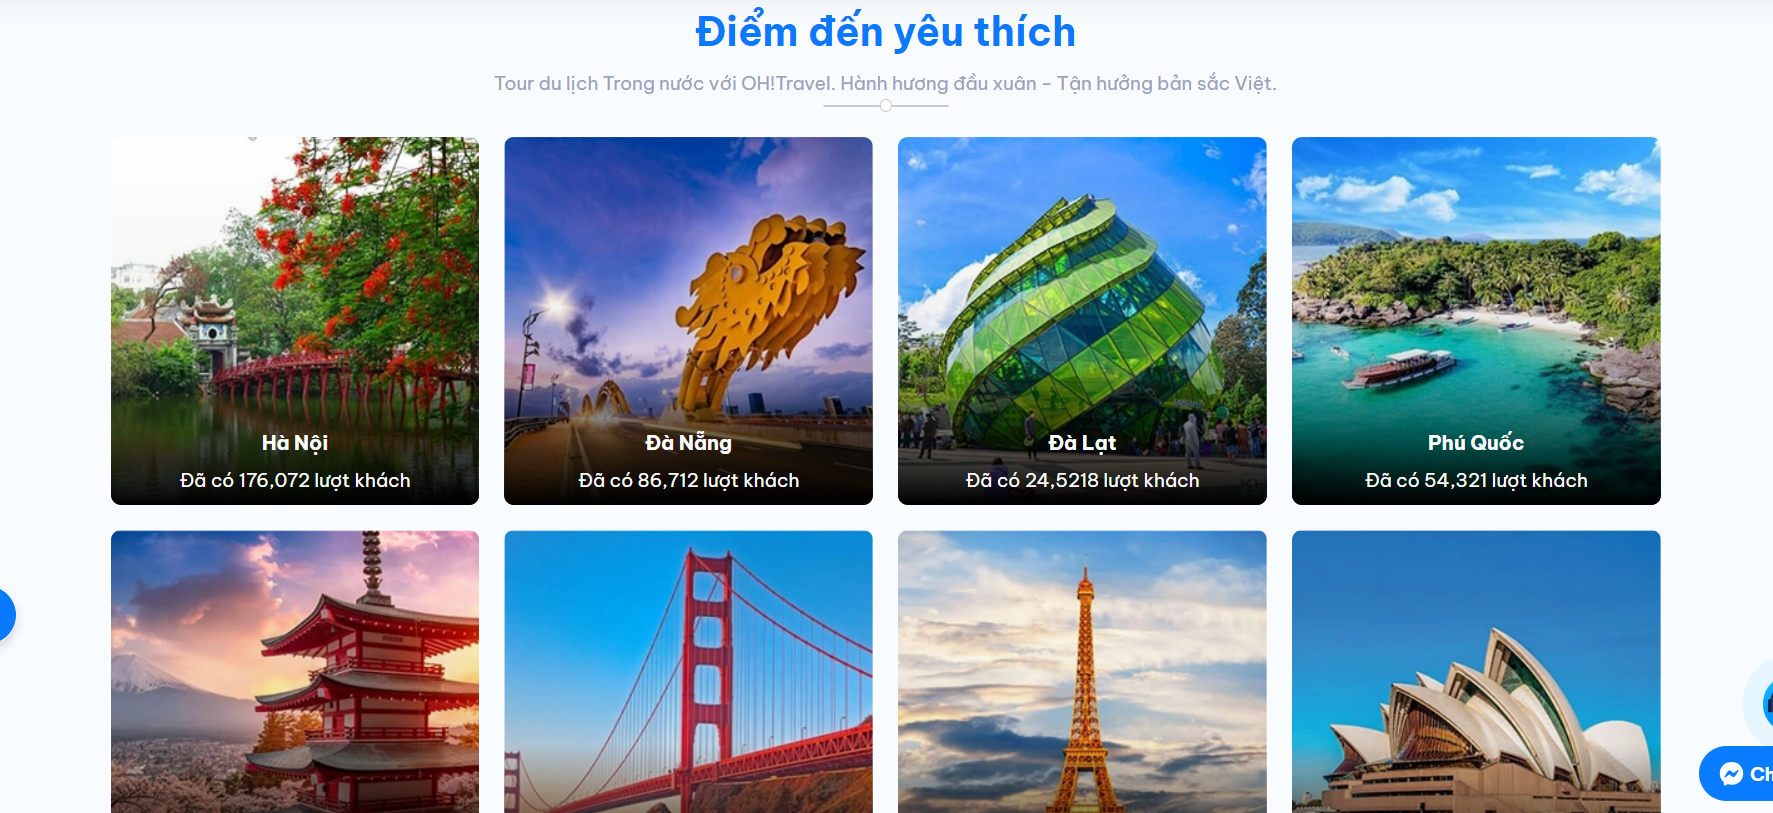 Điểm đến yêu thích
Tour du lịch Trong nước với OH!Travel. Hành hương đầu xuân - Tận hưởng bản sắc Việt.
Hà Nội
Đã có 176,072 lượt khách
Đà Nẵng
Đã có 86,712 lượt khách
Đà Lạt
Đã có 24,5218 lượt khách
Phú Quốc
Đã có 54,321 lượt khách
Ch